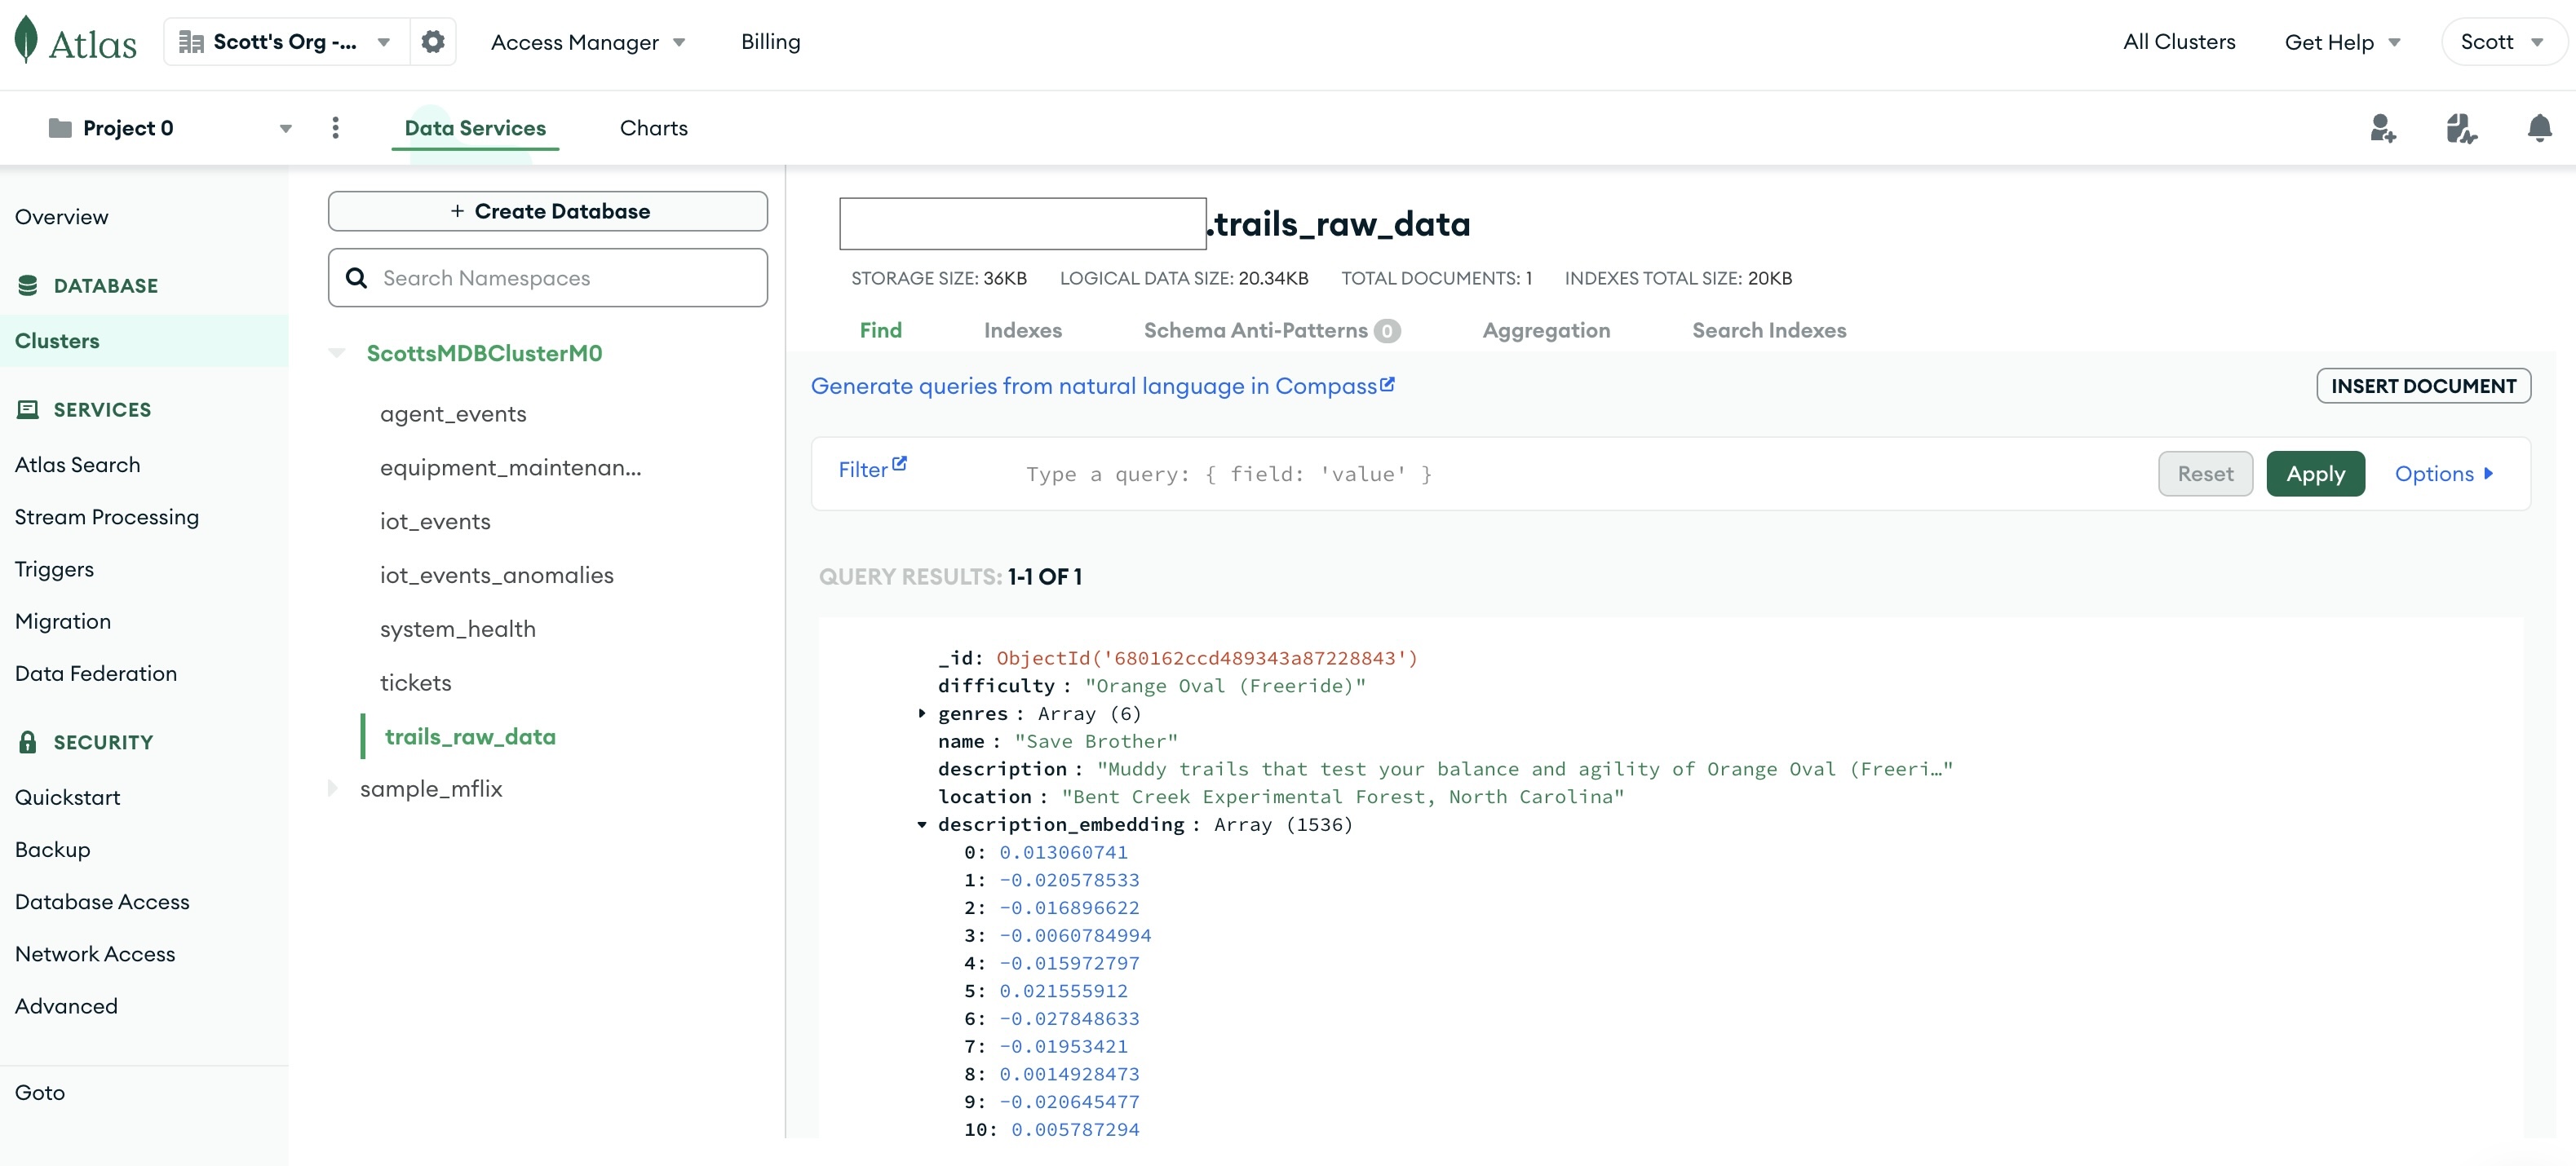 Atlas
Scott's Org -...
Access Manager
Billing
All Clusters
Get Help
Scott
Project 0
Data Services
Charts
Overview
DATABASE
Clusters
SERVICES
Atlas Search
Stream Processing
Triggers
Migration
Data Federation
SECURITY
Quickstart
Backup
Database Access
Network Access
Advanced
Goto
+ Create Database
Search Namespaces
ScottsMDBClusterM0
agent_events
equipment_maintenan...
iot_events
iot_events_anomalies
system_health
tickets
trails_raw_data
sample_mflix
.trails_raw_data
STORAGE SIZE: 36KB LOGICAL DATA SIZE: 20.34KB TOTAL DOCUMENTS: 1 INDEXES TOTAL SIZE: 20KB
Find Indexes Schema Anti-Patterns 0 Aggregation Search Indexes
Generate queries from natural language in Compass
INSERT DOCUMENT
Filter Type a query: { field: 'value' } Reset Apply Options
QUERY RESULTS: 1-1 OF 1
_id: ObjectId('680162ccd489343a87228843')
difficulty : "Orange Oval (Freeride)"
genres : Array (6)
name : "Save Brother"
description : "Muddy trails that test your balance and agility of Orange Oval (Freeri…"
location : "Bent Creek Experimental Forest, North Carolina"
description_embedding : Array (1536)
0: 0.013060741
1: -0.020578533
2: -0.016896622
3: -0.0060784994
4: -0.015972797
5: 0.021555912
6: -0.027848633
7: -0.01953421
8: 0.0014928473
9: -0.020645477
10: 0.005787294